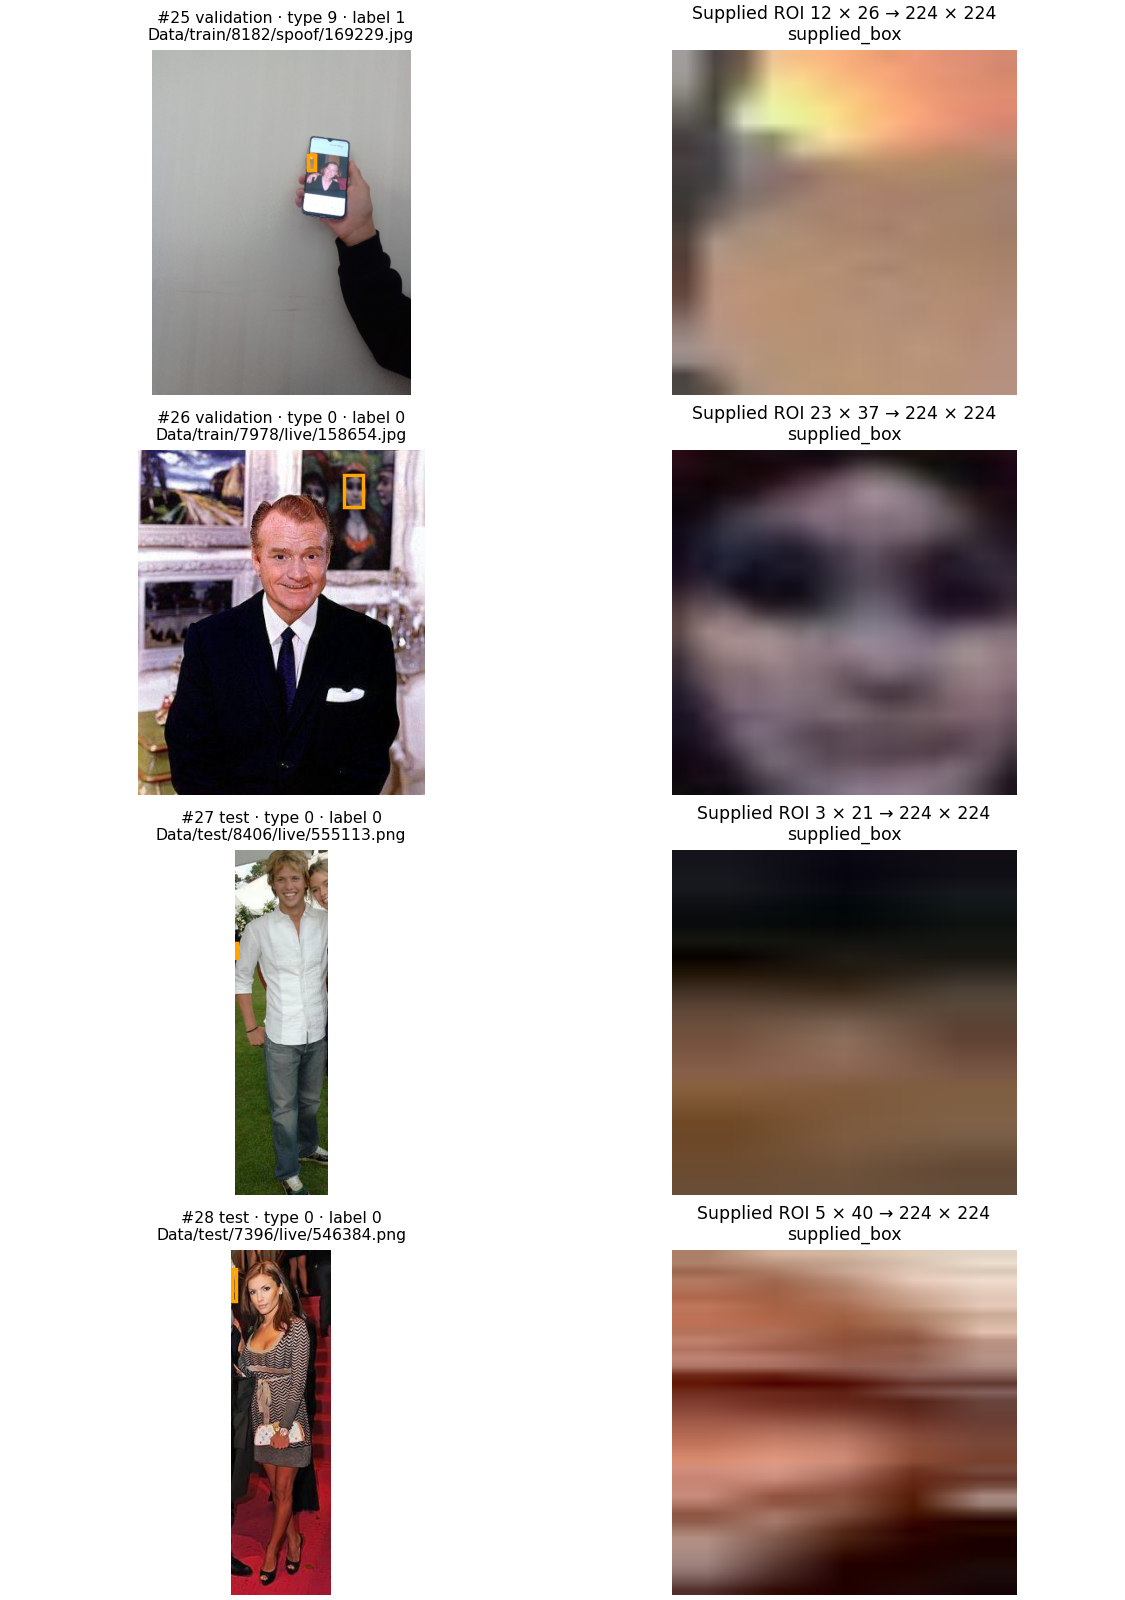 #25 validation · type 9 · label 1
Data/train/8182/spoof/169229.jpg
Supplied ROI 12 × 26 → 224 × 224
supplied_box
#26 validation · type 0 · label 0
Data/train/7978/live/158654.jpg
Supplied ROI 23 × 37 → 224 × 224
supplied_box
#27 test · type 0 · label 0
Data/test/8406/live/555113.png
Supplied ROI 3 × 21 → 224 × 224
supplied_box
#28 test · type 0 · label 0
Data/test/7396/live/546384.png
Supplied ROI 5 × 40 → 224 × 224
supplied_box